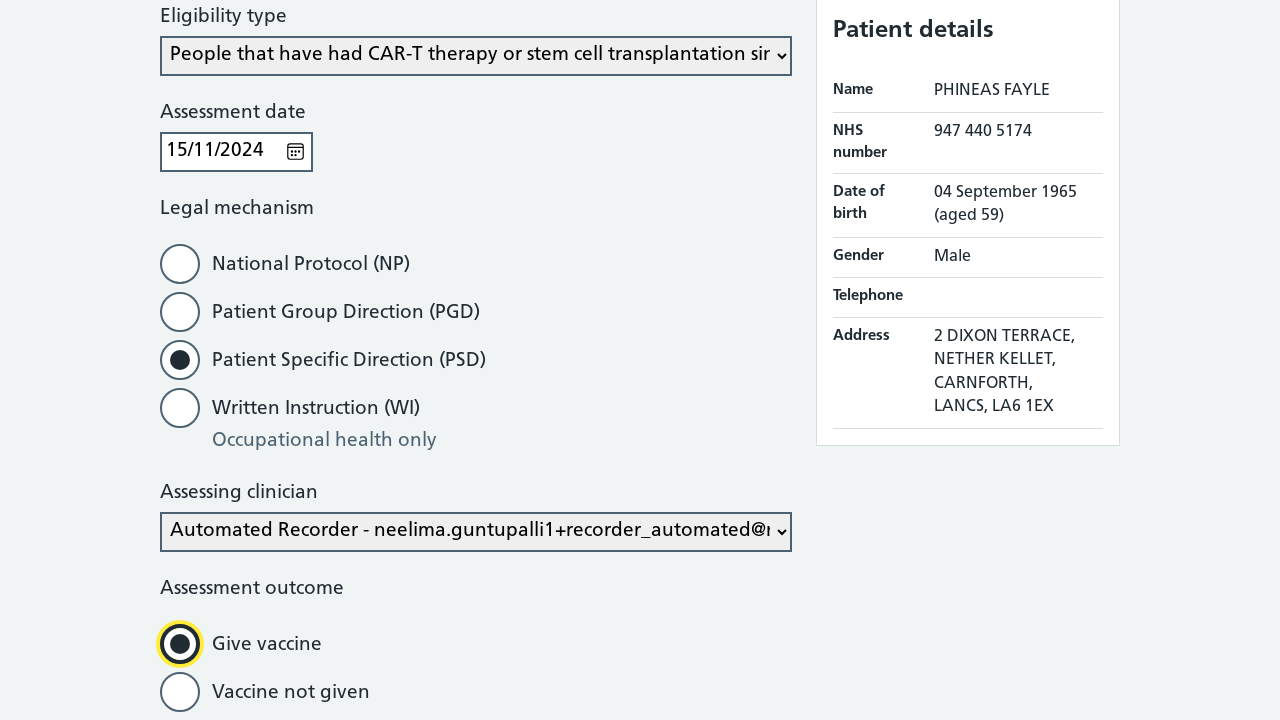 Eligibility type
People that have had CAR-T therapy or stem cell transplantation sin
Assessment date
15/11/2024
Legal mechanism
National Protocol (NP)
Patient Group Direction (PGD)
Patient Specific Direction (PSD)
Written Instruction (WI)
Occupational health only
Assessing clinician
Automated Recorder - neelima.guntupalli1+recorder_automated@
Assessment outcome
Give vaccine
Vaccine not given
Patient details
Name PHINEAS FAYLE
NHS number 947 440 5174
Date of birth 04 September 1965 (aged 59)
Gender Male
Telephone
Address 2 DIXON TERRACE,
NETHER KELLET,
CARNFORTH,
LANCS, LA6 1EX